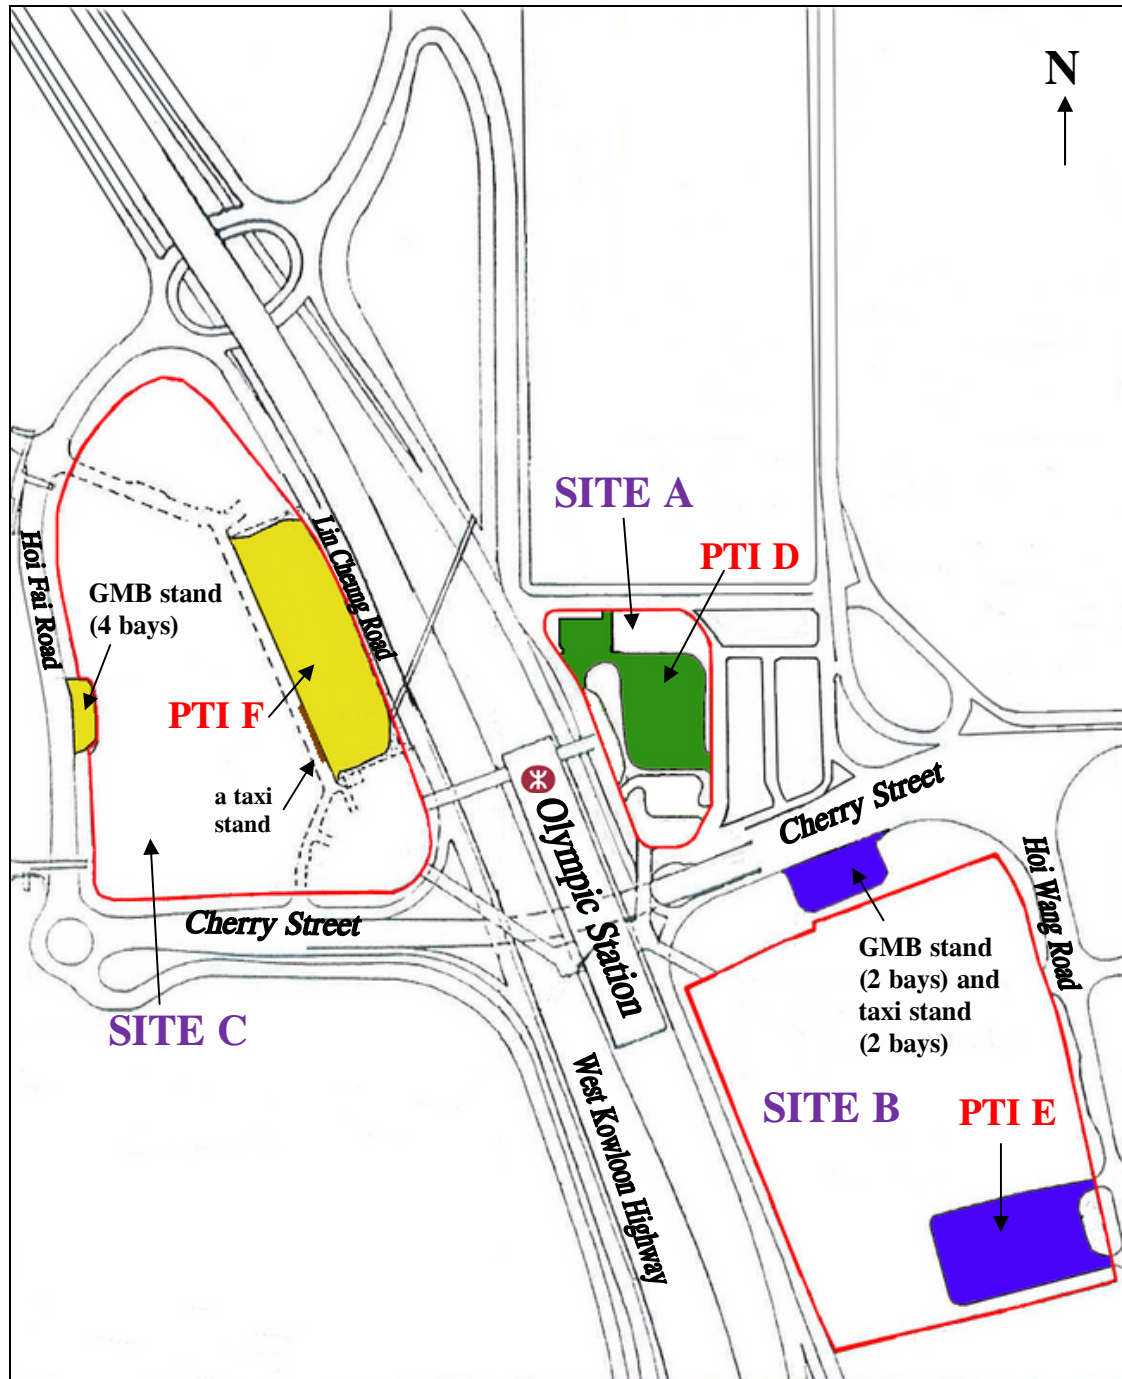 N
SITE A
PTI D
Lin Cheung Road
Hoi Fai Road
GMB stand
(4 bays)
PTI F
a taxi
stand
Olympic Station
Cherry Street
Hoi Wang Road
Cherry Street
GMB stand
(2 bays) and
taxi stand
(2 bays)
SITE C
West Kowloon Highway
SITE B
PTI E